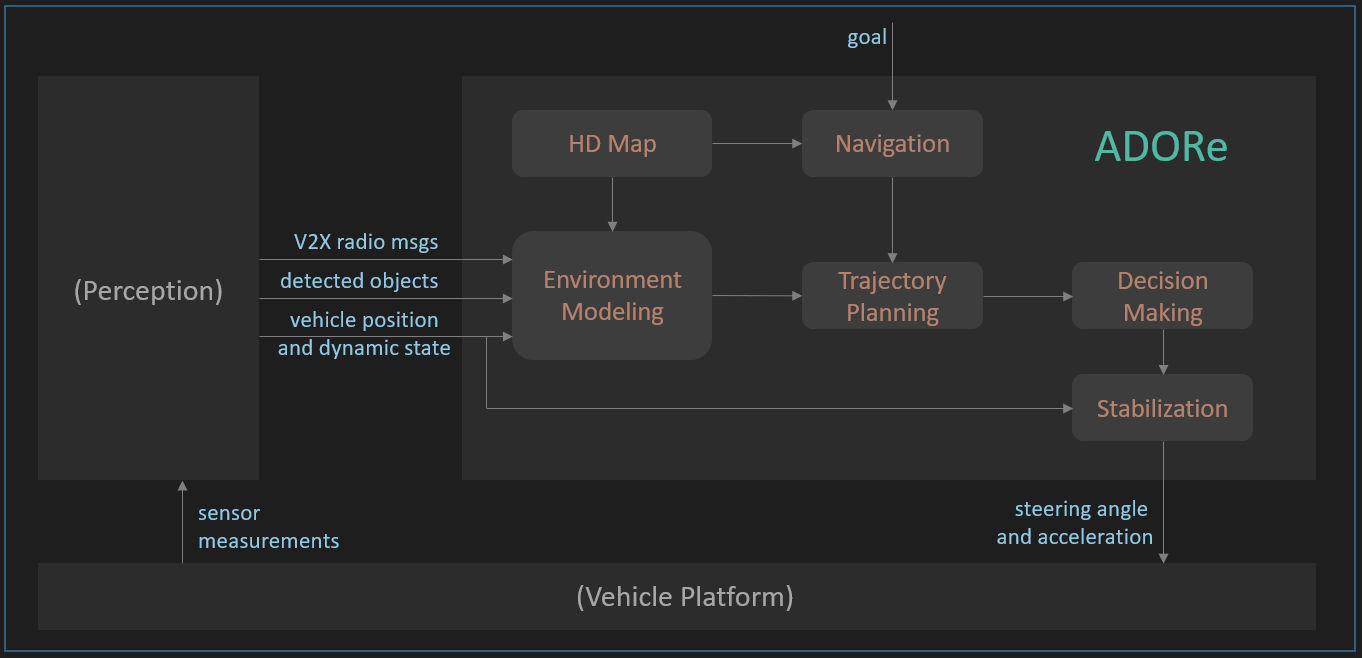 goal
HD Map
Navigation
ADORe
V2X radio msgs
detected objects
vehicle position
and dynamic state
(Perception)
Environment
Modeling
Trajectory
Planning
Decision
Making
Stabilization
sensor
measurements
steering angle
and acceleration
(Vehicle Platform)